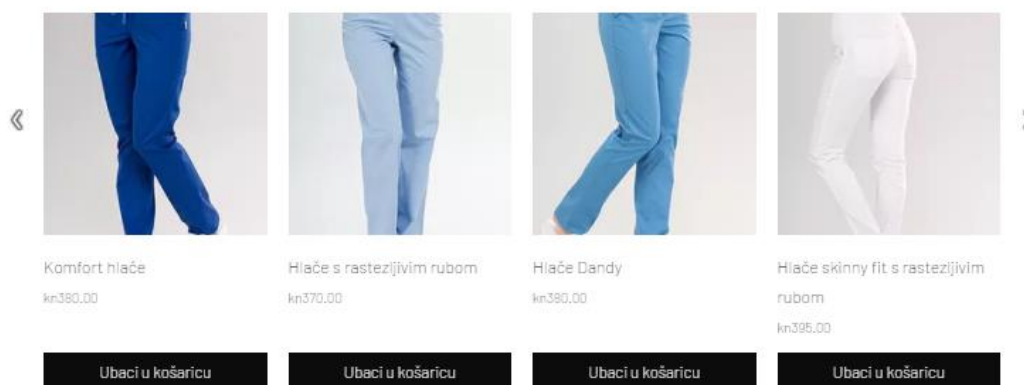 Komfort hlače
kn380.00
Ubaci u košaricu
Hlače s rastezljivim rubom
kn370.00
Ubaci u košaricu
Hlače Dandy
kn380.00
Ubaci u košaricu
Hlače skinny fit s rastezljivim
rubom
kn395.00
Ubaci u košaricu